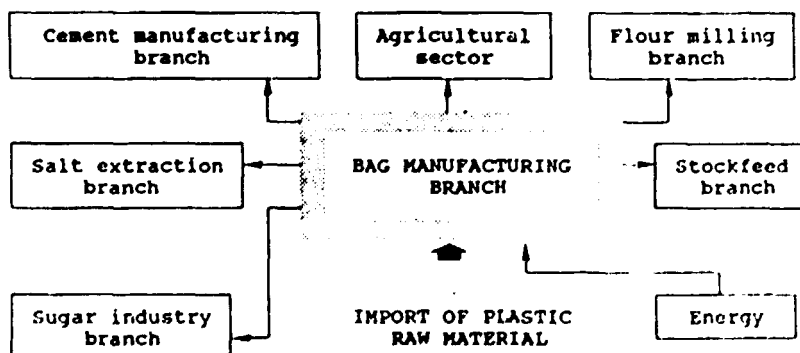 Cement manufacturing
branch
Agricultural
sector
Flour milling
branch
Salt extraction
branch
BAG MANUFACTURING
BRANCH
Stockfeed
branch
Sugar industry
branch
IMPORT OF PLASTIC
RAW MATERIAL
Energy